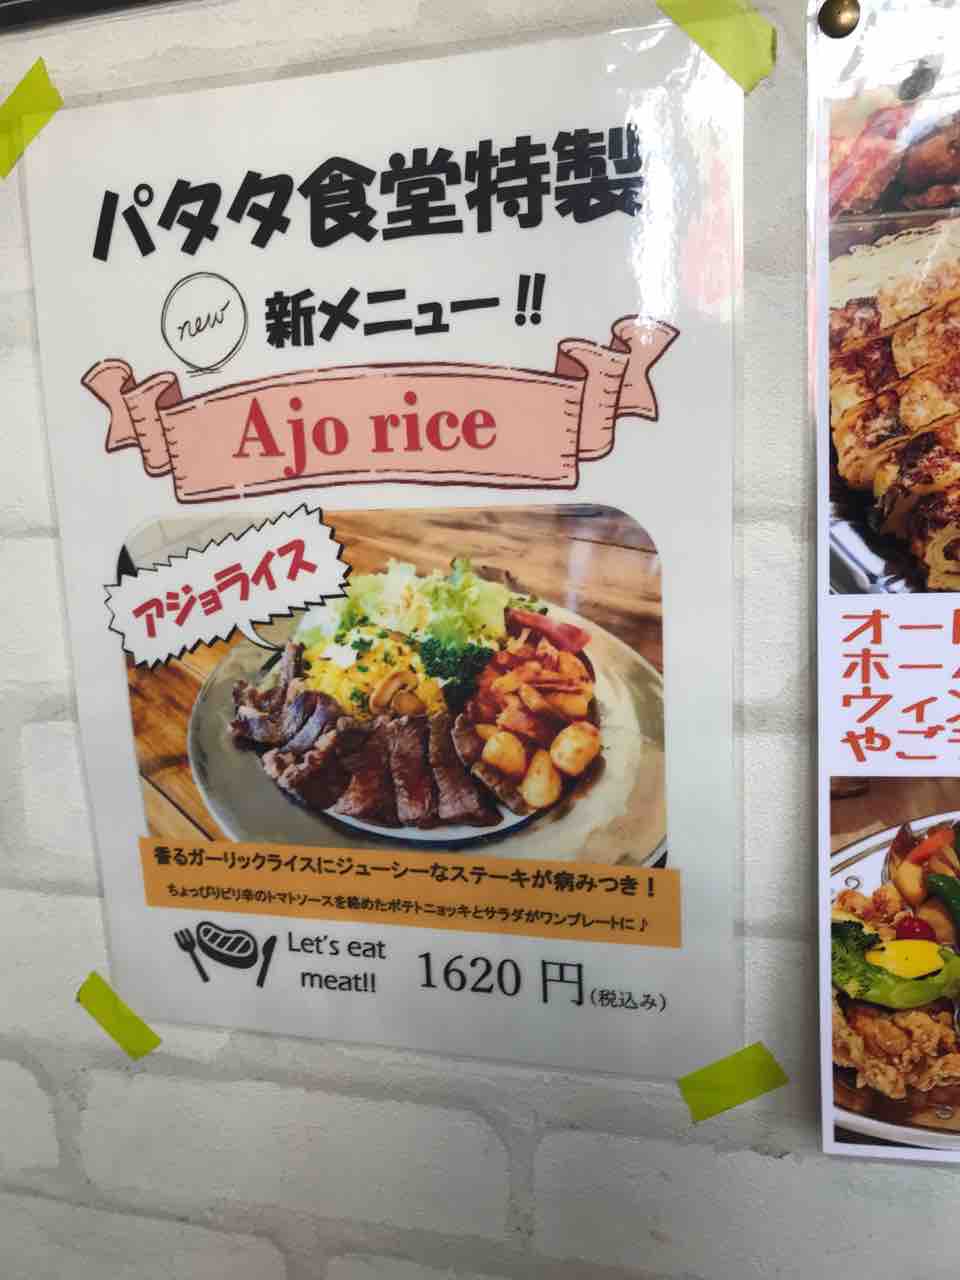 パタタ食堂特製
new
新メニュー!!
Ajo rice
アジョライス
香るガーリックライスにジューシーなステーキが病みつき！
ちょっぴりピリ辛のトマトソースを絡めたポテトニョッキとサラダがワンプレートに♪
Let's eat
meat!!
1620 円(税込み)
オー
ホー
ウィ
やご